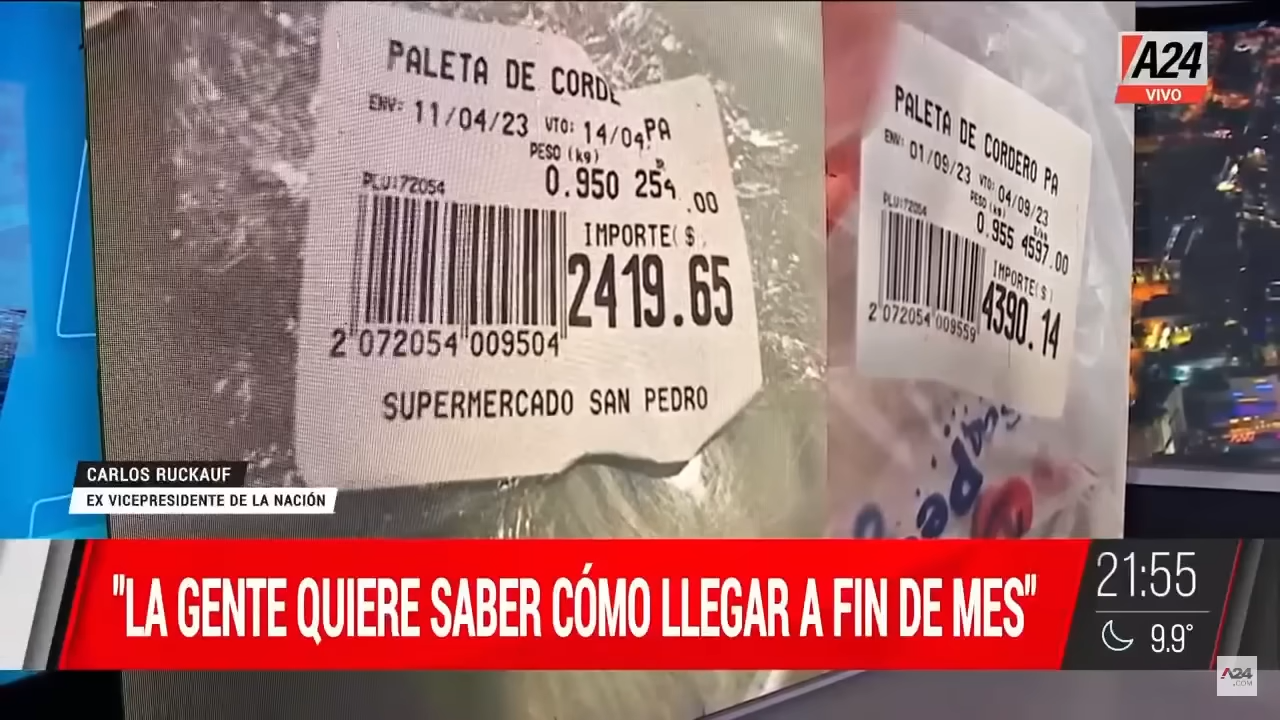 PALETA DE CORDE
ENV: 11/04/23 VTO: 14/04
PA
PESO (kg)
PLU:72054
0.950 254 .00
IMPORTE($
2419.65
2 072054 009504
SUPERMERCADO SAN PEDRO
PALETA DE CORDERO PA
ENV: 01/09/23 VTO: 04/09/23
PESO (kg)
PLU:72054
0.955 4597.00
IMPORTE($)
4390.14
2 072054 009559
A24
VIVO
CARLOS RUCKAUF
EX VICEPRESIDENTE DE LA NACIÓN
"LA GENTE QUIERE SABER CÓMO LLEGAR A FIN DE MES"
21:55
9.9°
A24
.COM